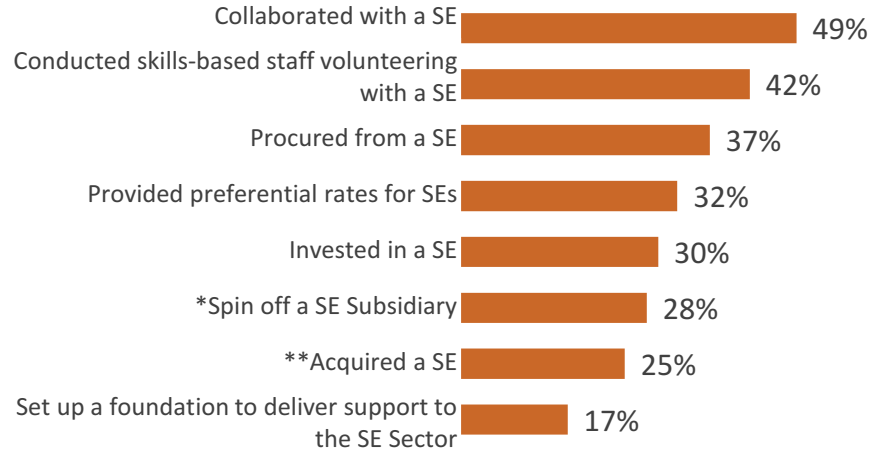 Collaborated with a SE
49%
Conducted skills-based staff volunteering
with a SE
42%
Procured from a SE
37%
Provided preferential rates for SEs
32%
Invested in a SE
30%
*Spin off a SE Subsidiary
28%
**Acquired a SE
25%
Set up a foundation to deliver support to
the SE Sector
17%